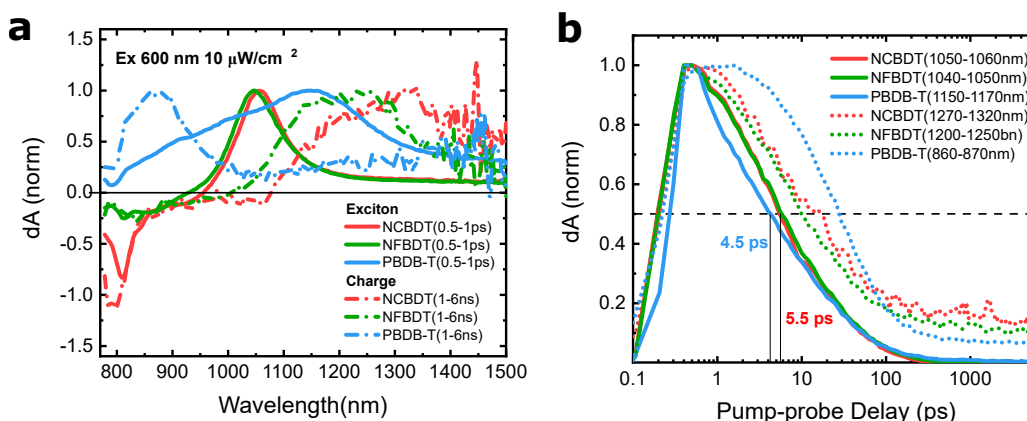 a
Ex 600 nm 10 μW/cm 2
dA (norm)
1.5
1.0
0.5
0.0
-0.5
-1.0
-1.5
Exciton
NCBDT(0.5-1ps)
NFBDT(0.5-1ps)
PBDB-T(0.5-1ps)
Charge
NCBDT(1-6ns)
NFBDT(1-6ns)
PBDB-T(1-6ns)
800 900 1000 1100 1200 1300 1400 1500
Wavelength(nm)
b
dA (norm)
1.0
0.8
0.6
0.4
0.2
NCBDT(1050-1060nm)
NFBDT(1040-1050nm)
PBDB-T(1150-1170nm)
NCBDT(1270-1320nm)
NFBDT(1200-1250bn)
PBDB-T(860-870nm)
4.5 ps
5.5 ps
0.1 1 10 100 1000
Pump-probe Delay (ps)